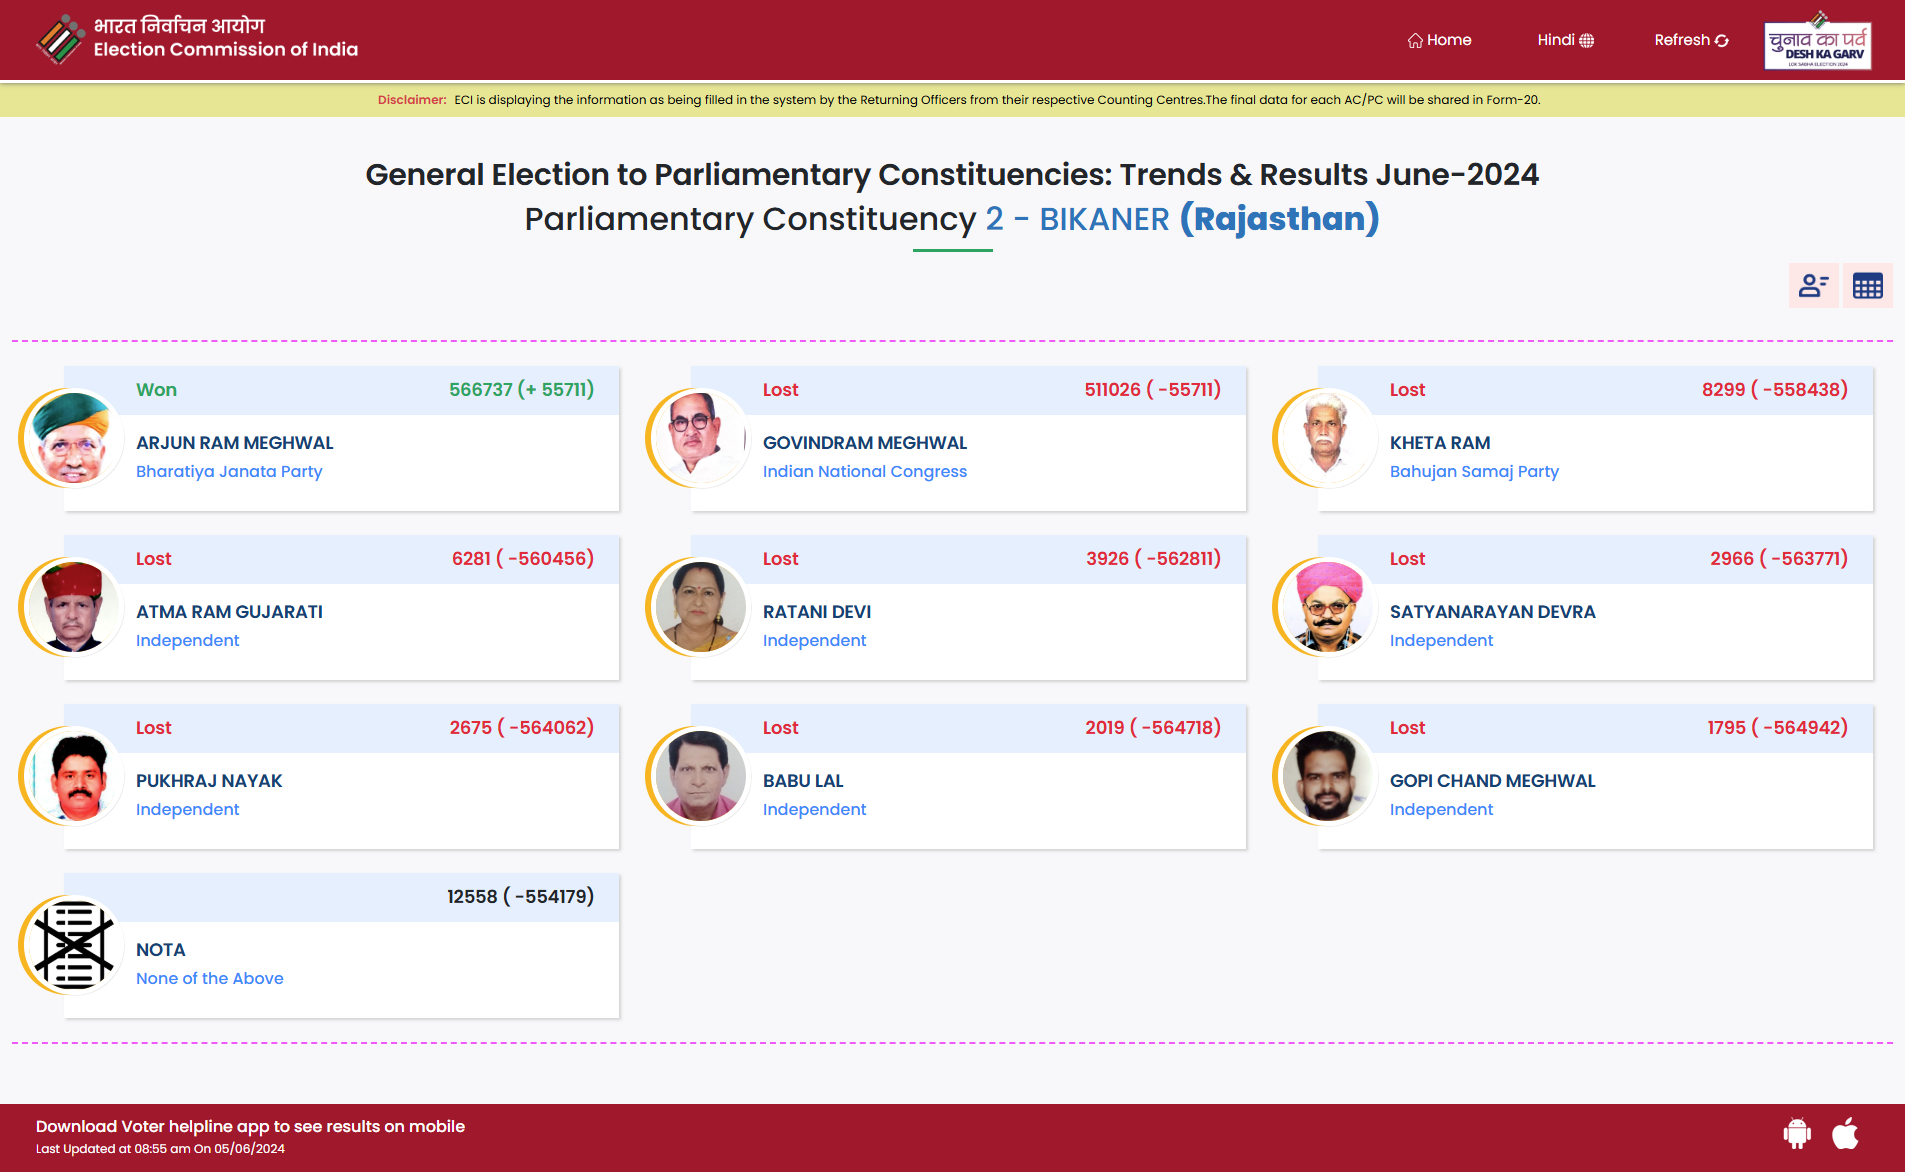 भारत निर्वाचन आयोग
Election Commission of India
Home
Hindi
Refresh
चुनाव का पर्व
DESH KA GARV
LOK SABHA ELECTION 2024
Disclaimer: ECI is displaying the information as being filled in the system by the Returning Officers from their respective Counting Centres.The final data for each AC/PC will be shared in Form-20.
General Election to Parliamentary Constituencies: Trends & Results June-2024
Parliamentary Constituency 2 - BIKANER (Rajasthan)
Won 566737 (+ 55711)
ARJUN RAM MEGHWAL
Bharatiya Janata Party
Lost 511026 ( -55711)
GOVINDRAM MEGHWAL
Indian National Congress
Lost 8299 ( -558438)
KHETA RAM
Bahujan Samaj Party
Lost 6281 ( -560456)
ATMA RAM GUJARATI
Independent
Lost 3926 ( -562811)
RATANI DEVI
Independent
Lost 2966 ( -563771)
SATYANARAYAN DEVRA
Independent
Lost 2675 ( -564062)
PUKHRAJ NAYAK
Independent
Lost 2019 ( -564718)
BABU LAL
Independent
Lost 1795 ( -564942)
GOPI CHAND MEGHWAL
Independent
12558 ( -554179)
NOTA
None of the Above
Download Voter helpline app to see results on mobile
Last Updated at 08:55 am On 05/06/2024